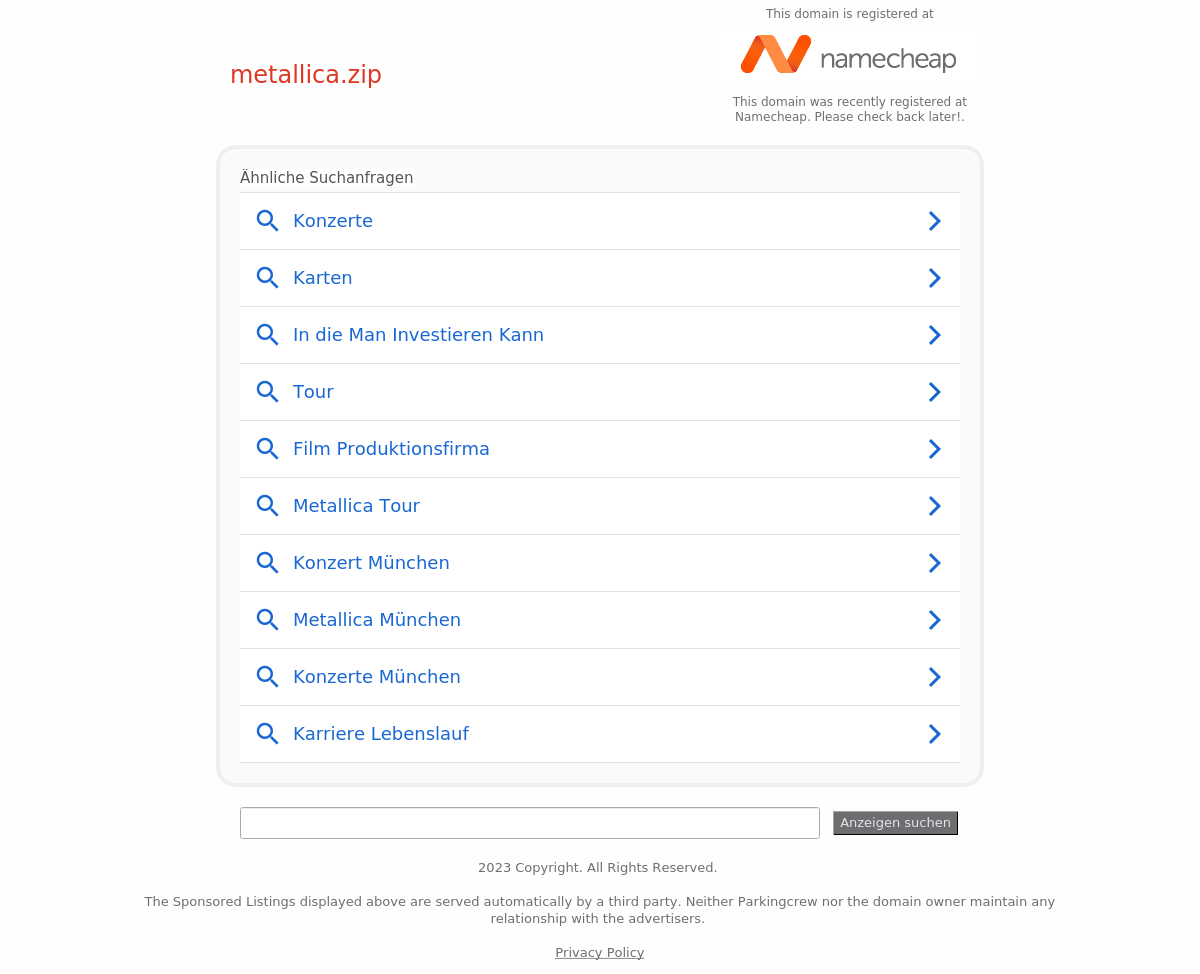 This domain is registered at
metallica.zip
namecheap
This domain was recently registered at
Namecheap. Please check back later!.
Ähnliche Suchanfragen
Konzerte
Karten
In die Man Investieren Kann
Tour
Film Produktionsfirma
Metallica Tour
Konzert München
Metallica München
Konzerte München
Karriere Lebenslauf
Anzeigen suchen
2023 Copyright. All Rights Reserved.
The Sponsored Listings displayed above are served automatically by a third party. Neither Parkingcrew nor the domain owner maintain any
relationship with the advertisers.
Privacy Policy